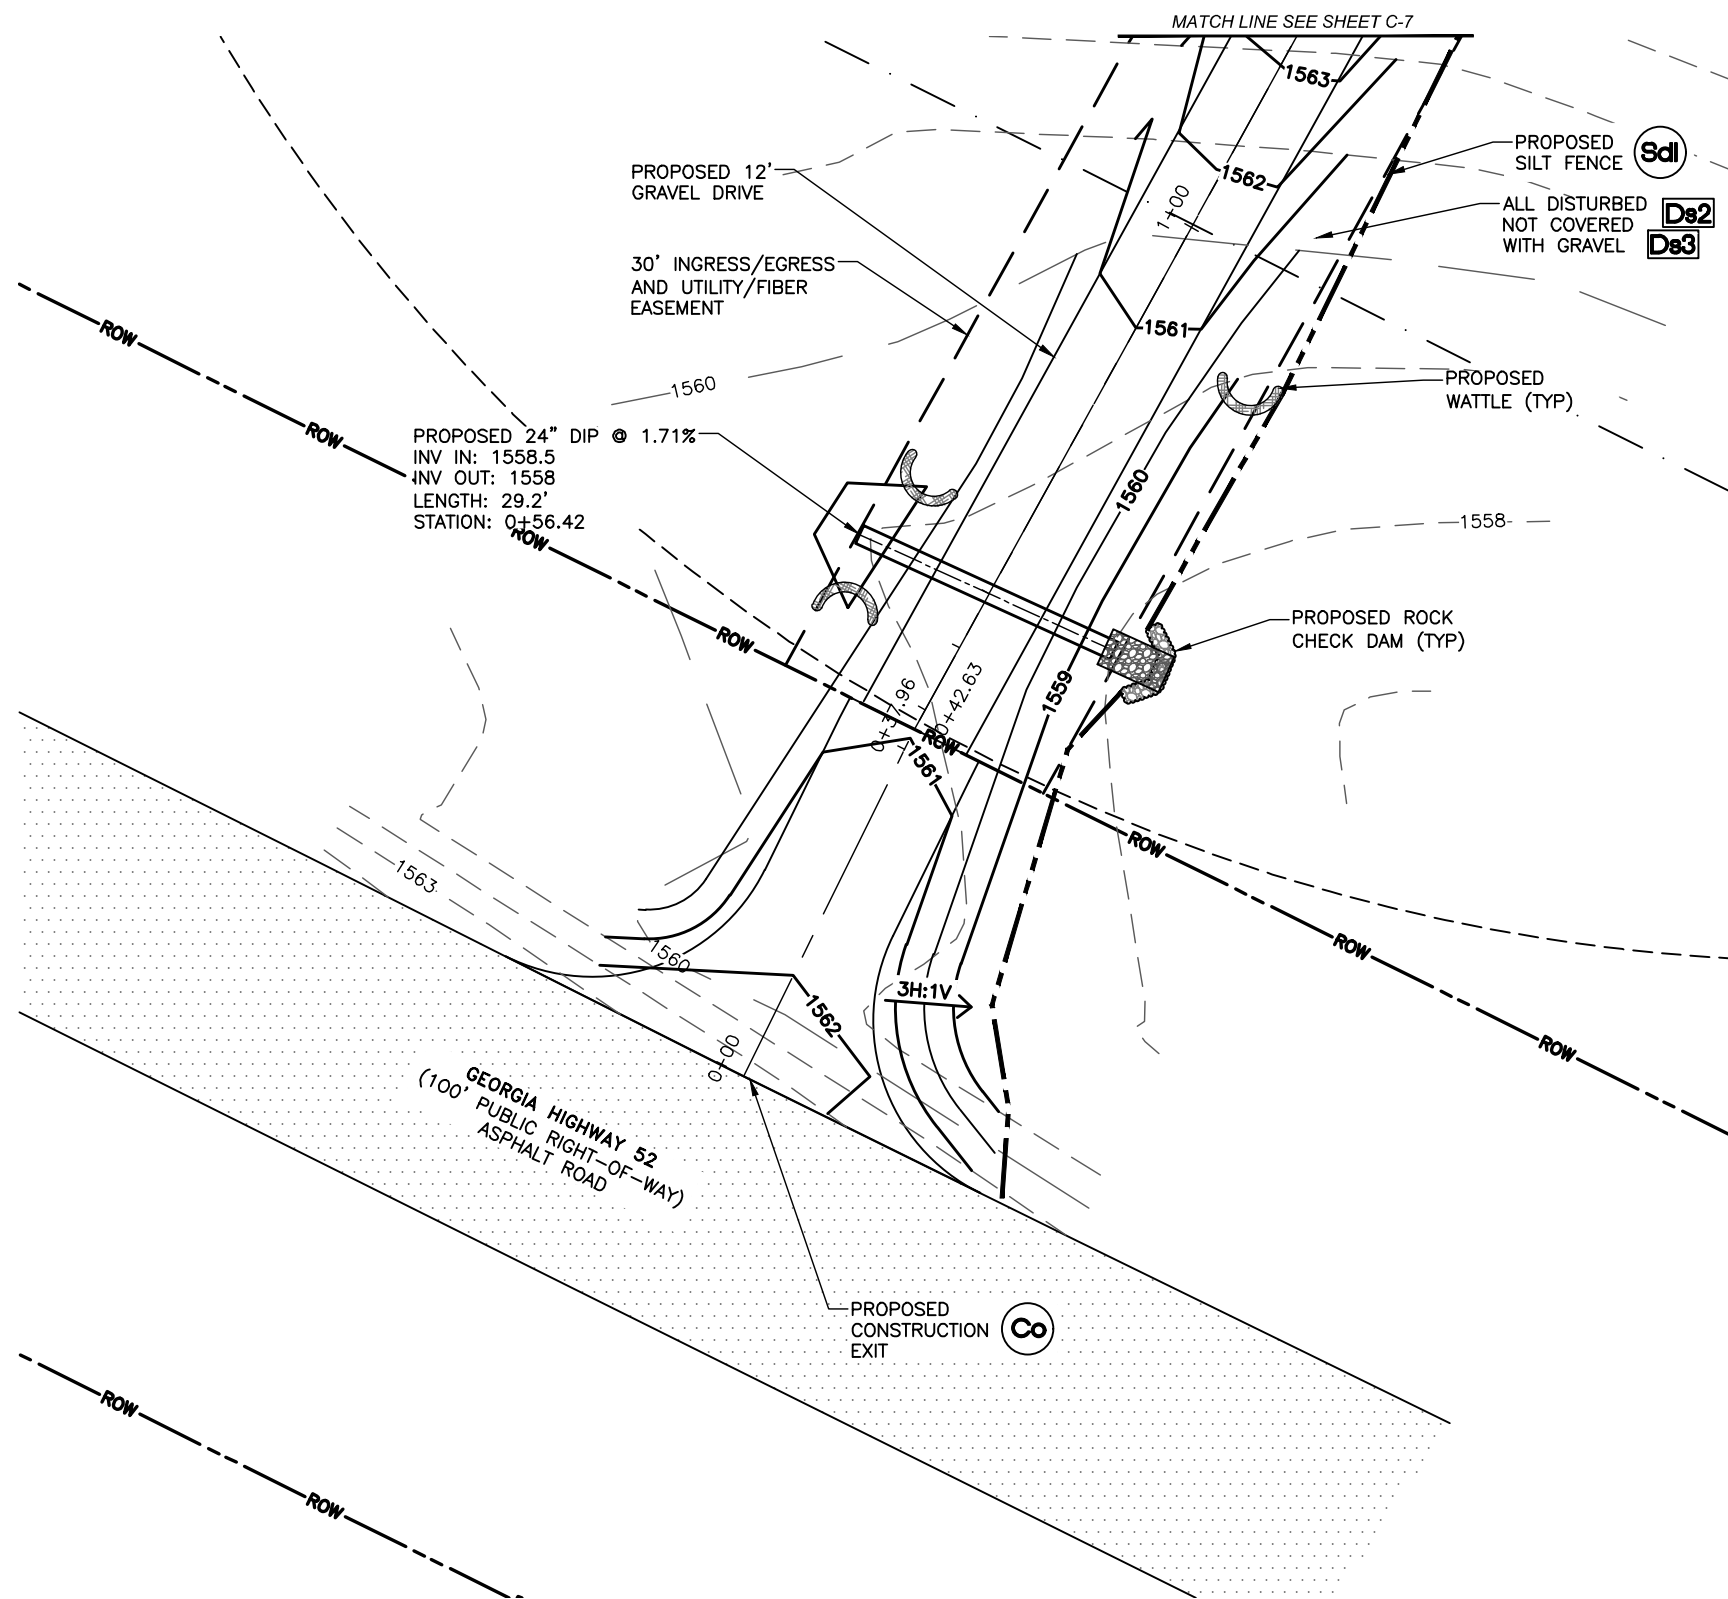 MATCH LINE SEE SHEET C-7
1563
PROPOSED
SILT FENCE
Sd1
PROPOSED 12'
GRAVEL DRIVE
1562
1+00
ALL DISTURBED
NOT COVERED
WITH GRAVEL
Ds2
Ds3
30' INGRESS/EGRESS
AND UTILITY/FIBER
EASEMENT
1561
ROW
1560
PROPOSED
WATTLE (TYP)
ROW
PROPOSED 24" DIP @ 1.71%
INV IN: 1558.5
INV OUT: 1558
LENGTH: 29.2'
STATION: 0+56.42
1560
1558
ROW
ROW
PROPOSED ROCK
CHECK DAM (TYP)
1559
0+37.96
0+42.63
ROW
1561
ROW
1563
1560
ROW
3H:1V
1562
0+00
ROW
GEORGIA HIGHWAY 52
(100' PUBLIC RIGHT-OF-WAY)
ASPHALT ROAD
PROPOSED
CONSTRUCTION
EXIT
Co
ROW
ROW